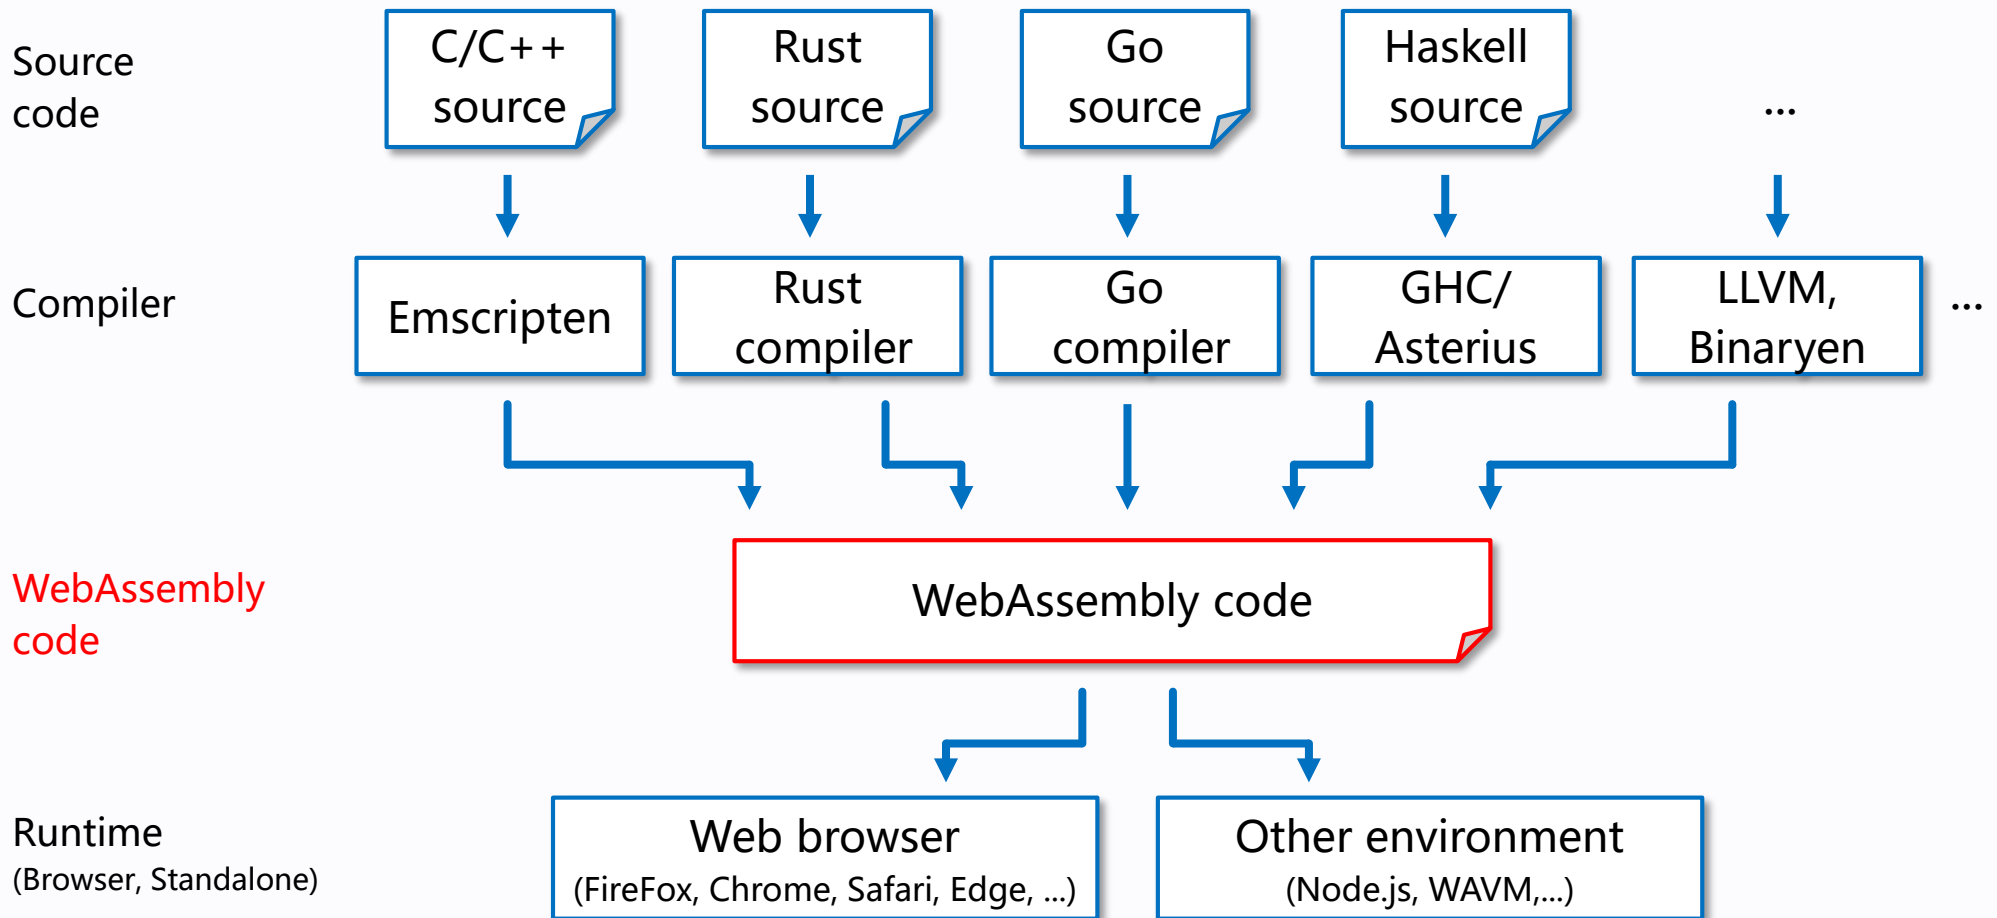 Source
code
C/C++
source
Rust
source
Go
source
Haskell
source
...
Compiler
Emscripten
Rust
compiler
Go
compiler
GHC/
Asterius
LLVM,
Binaryen
...
WebAssembly
code
WebAssembly code
Runtime
(Browser, Standalone)
Web browser
(FireFox, Chrome, Safari, Edge, ...)
Other environment
(Node.js, WAVM,...)